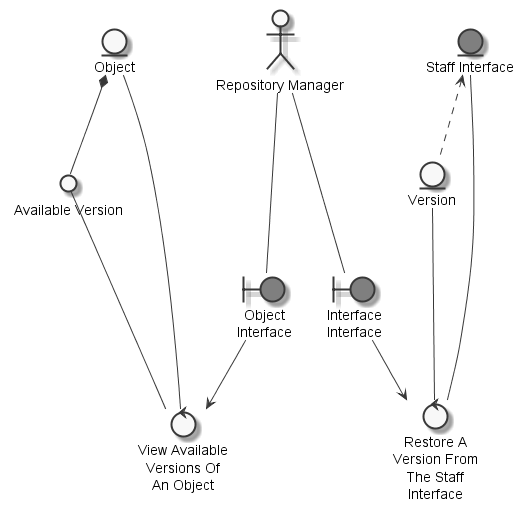 Object
Repository Manager
Staff Interface
Available Version
Version
Object
Interface
Interface
Interface
View Available
Versions Of
An Object
Restore A
Version From
The Staff
Interface